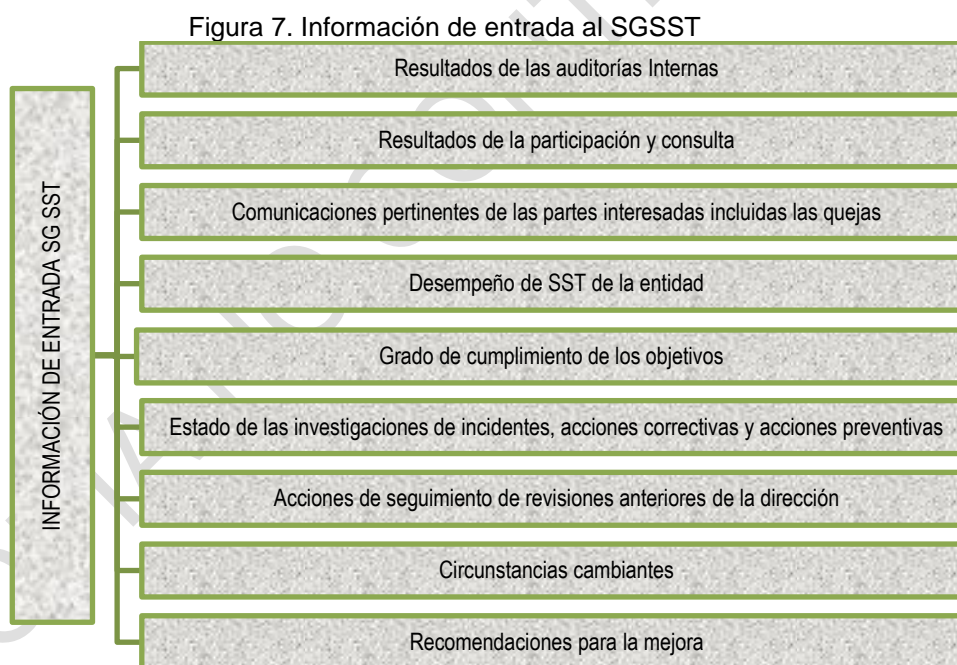 Figura 7. Información de entrada al SGSST
INFORMACIÓN DE ENTRADA SG SST
Resultados de las auditorías Internas
Resultados de la participación y consulta
Comunicaciones pertinentes de las partes interesadas incluidas las quejas
Desempeño de SST de la entidad
Grado de cumplimiento de los objetivos
Estado de las investigaciones de incidentes, acciones correctivas y acciones preventivas
Acciones de seguimiento de revisiones anteriores de la dirección
Circunstancias cambiantes
Recomendaciones para la mejora